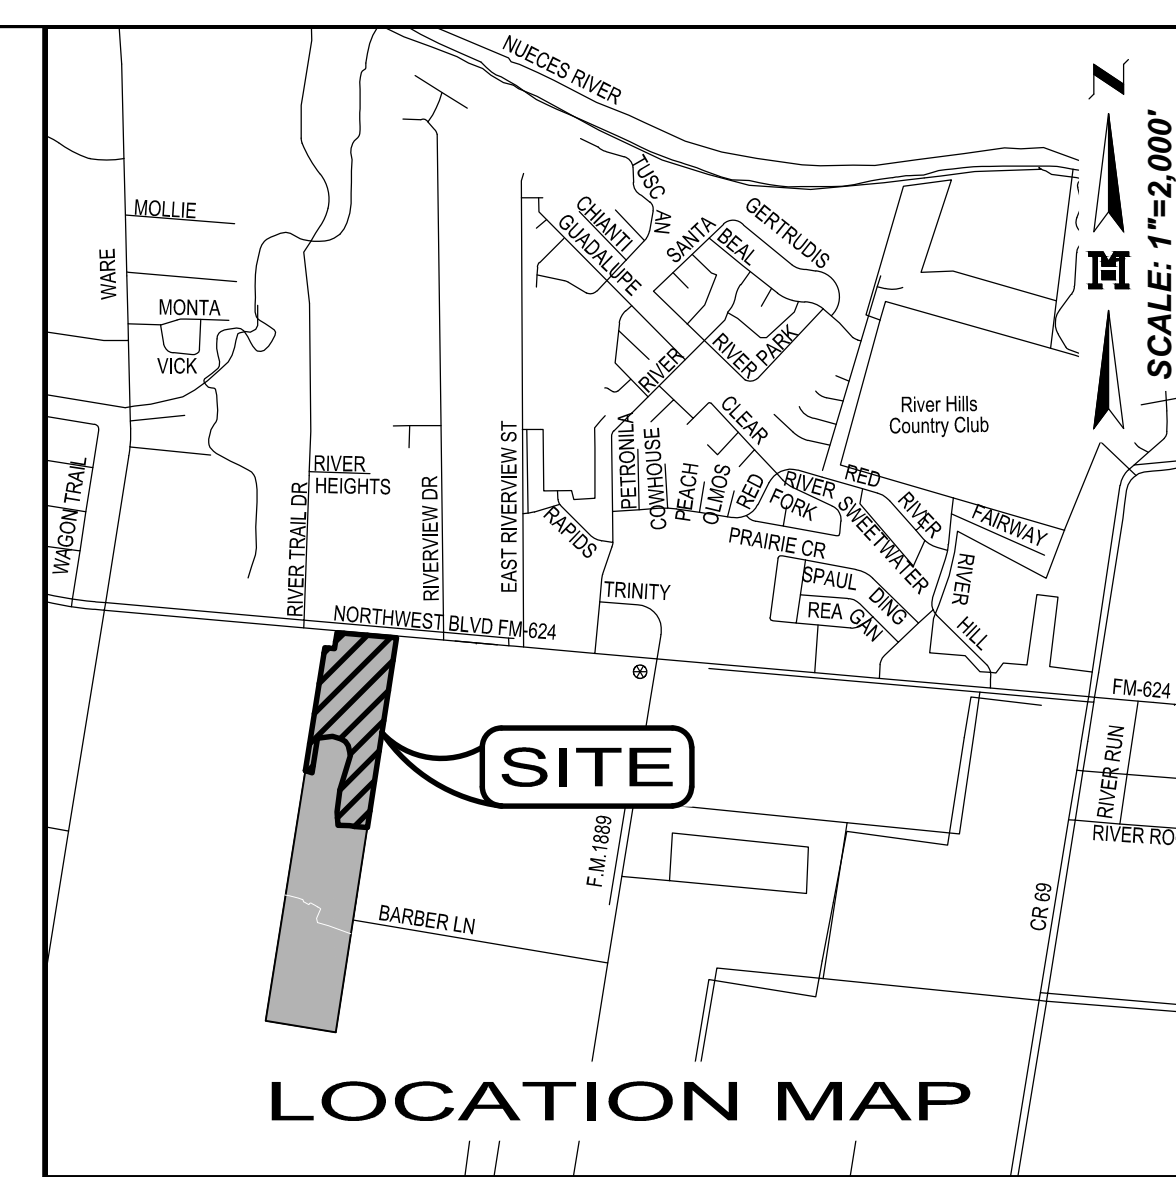 NUECES RIVER
N
SCALE: 1"=2,000'
TUSC AN
GERTRUDIS
MOLLIE
CHIANTI
SANTA
BEAL
GUADALUPE
WARE
MONTA
VICK
RIVER
PARK
RIVER
CLEAR
River Hills
Country Club
RIVER
HEIGHTS
WAGON TRAIL
RIVER TRAIL DR
RIVERVIEW DR
EAST RIVERVIEW ST
RAPIDS
PETRONILA
COWHOUSE
PEACH
OLMOS
RED
FORK
RIVER
RED
RIVER
SWEETWATER
FAIRWAY
PRAIRIE CR
TRINITY
SPAUL DING
REA GAN
RIVER
HILL
NORTHWEST BLVD FM-624
FM-624
SITE
RIVER RUN
RIVER RO
F.M.1889
BARBER LN
CR 69
LOCATION MAP